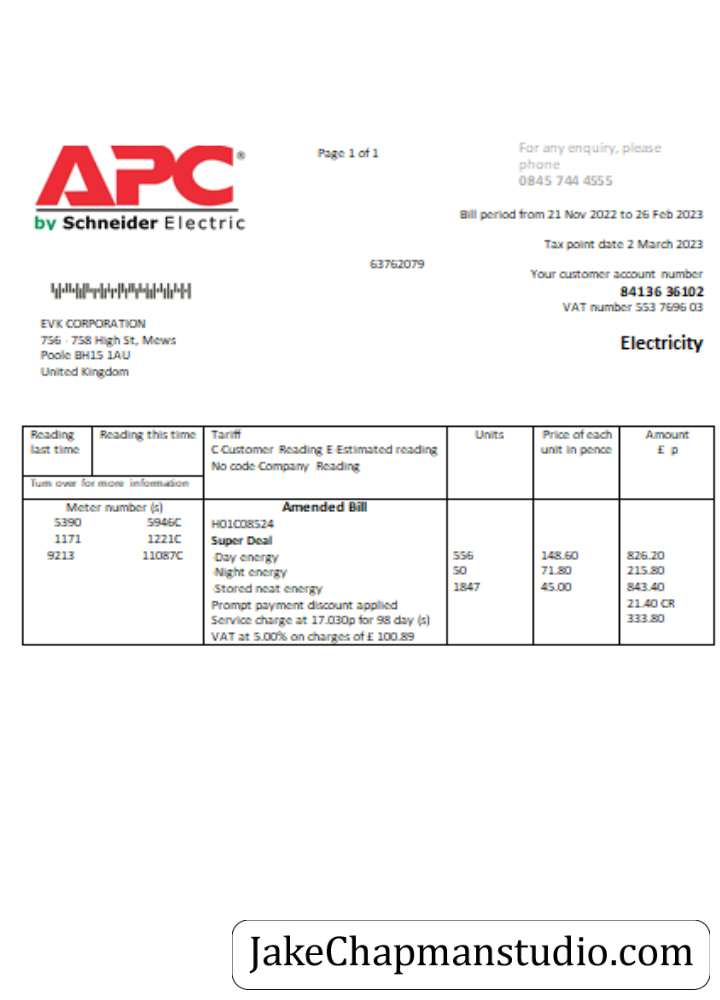 APC®
by Schneider Electric
Page 1 of 1
For any enquiry, please
phone
0845 744 4555
Bill period from 21 Nov 2022 to 26 Feb 2023
Tax point date 2 March 2023
63762079
Your customer account number
84136 36102
VAT number 553 7696 03
EVK CORPORATION
756 - 758 High St, Mews
Poole BH15 1AU
United Kingdom
Electricity
Reading last time Reading this time Tariff Units Price of each unit in pence Amount £ p
C-Customer Reading E-Estimated reading
No code-Company Reading
Turn over for more information
Meter number (s) Amended Bill
5390 5946C H01C08524
1171 1221C Super Deal
9213 11087C -Day energy 556 148.60 826.20
-Night energy 50 71.80 215.80
-Stored neat energy 1847 45.00 843.40
Prompt payment discount applied 21.40 CR
Service charge at 17.030p for 98 day (s) 333.80
VAT at 5.00% on charges of £ 100.89
JakeChapmanstudio.com